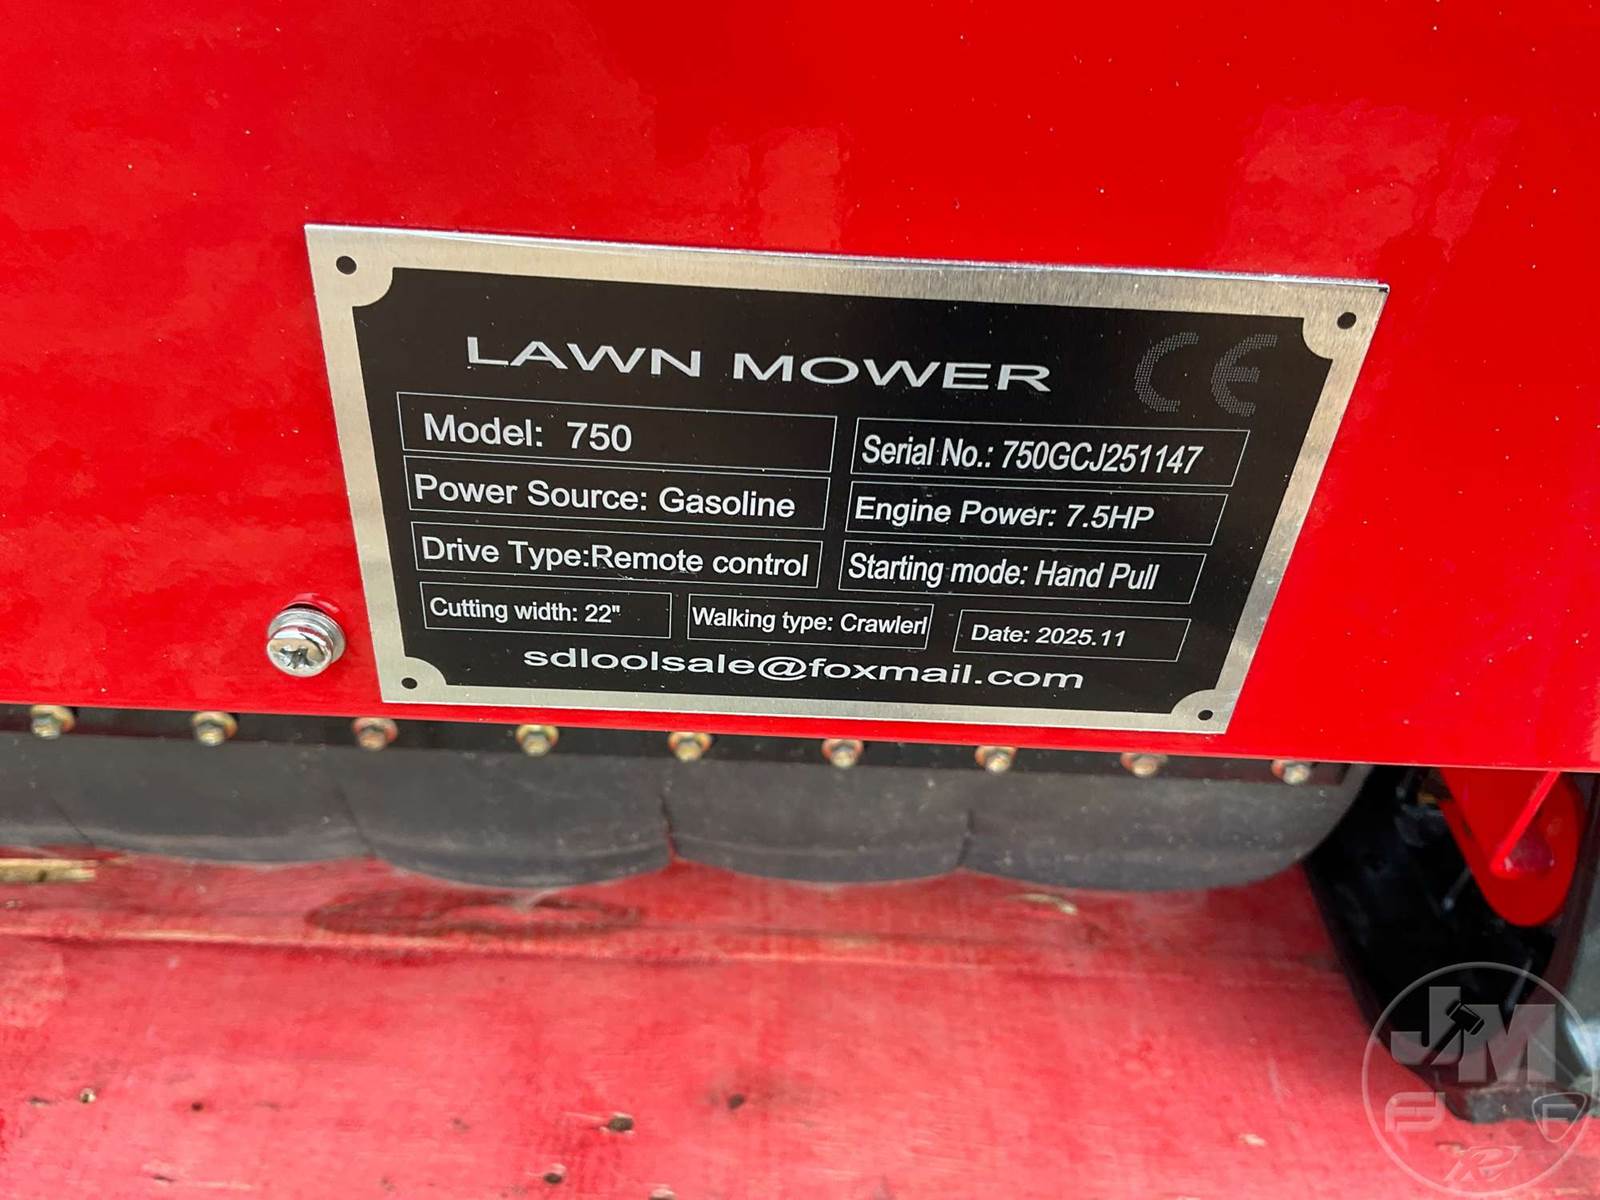 LAWN MOWER CE
Model: 750
Serial No.: 750GCJ251147
Power Source: Gasoline
Engine Power: 7.5HP
Drive Type:Remote control
Starting mode: Hand Pull
Cutting width: 22"
Walking type: Crawlerl
Date: 2025.11
sdloolsale@foxmail.com
JM